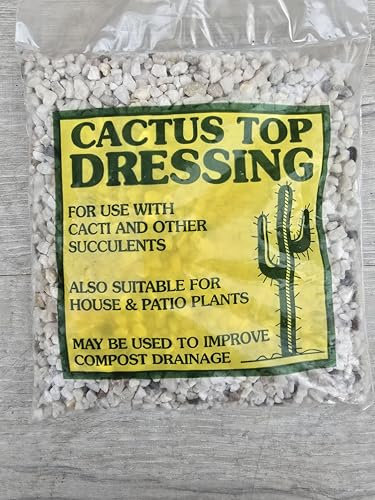 CACTUS TOP
DRESSING
FOR USE WITH
CACTI AND OTHER
SUCCULENTS
ALSO SUITABLE FOR
HOUSE & PATIO PLANTS
MAY BE USED TO IMPROVE
COMPOST DRAINAGE